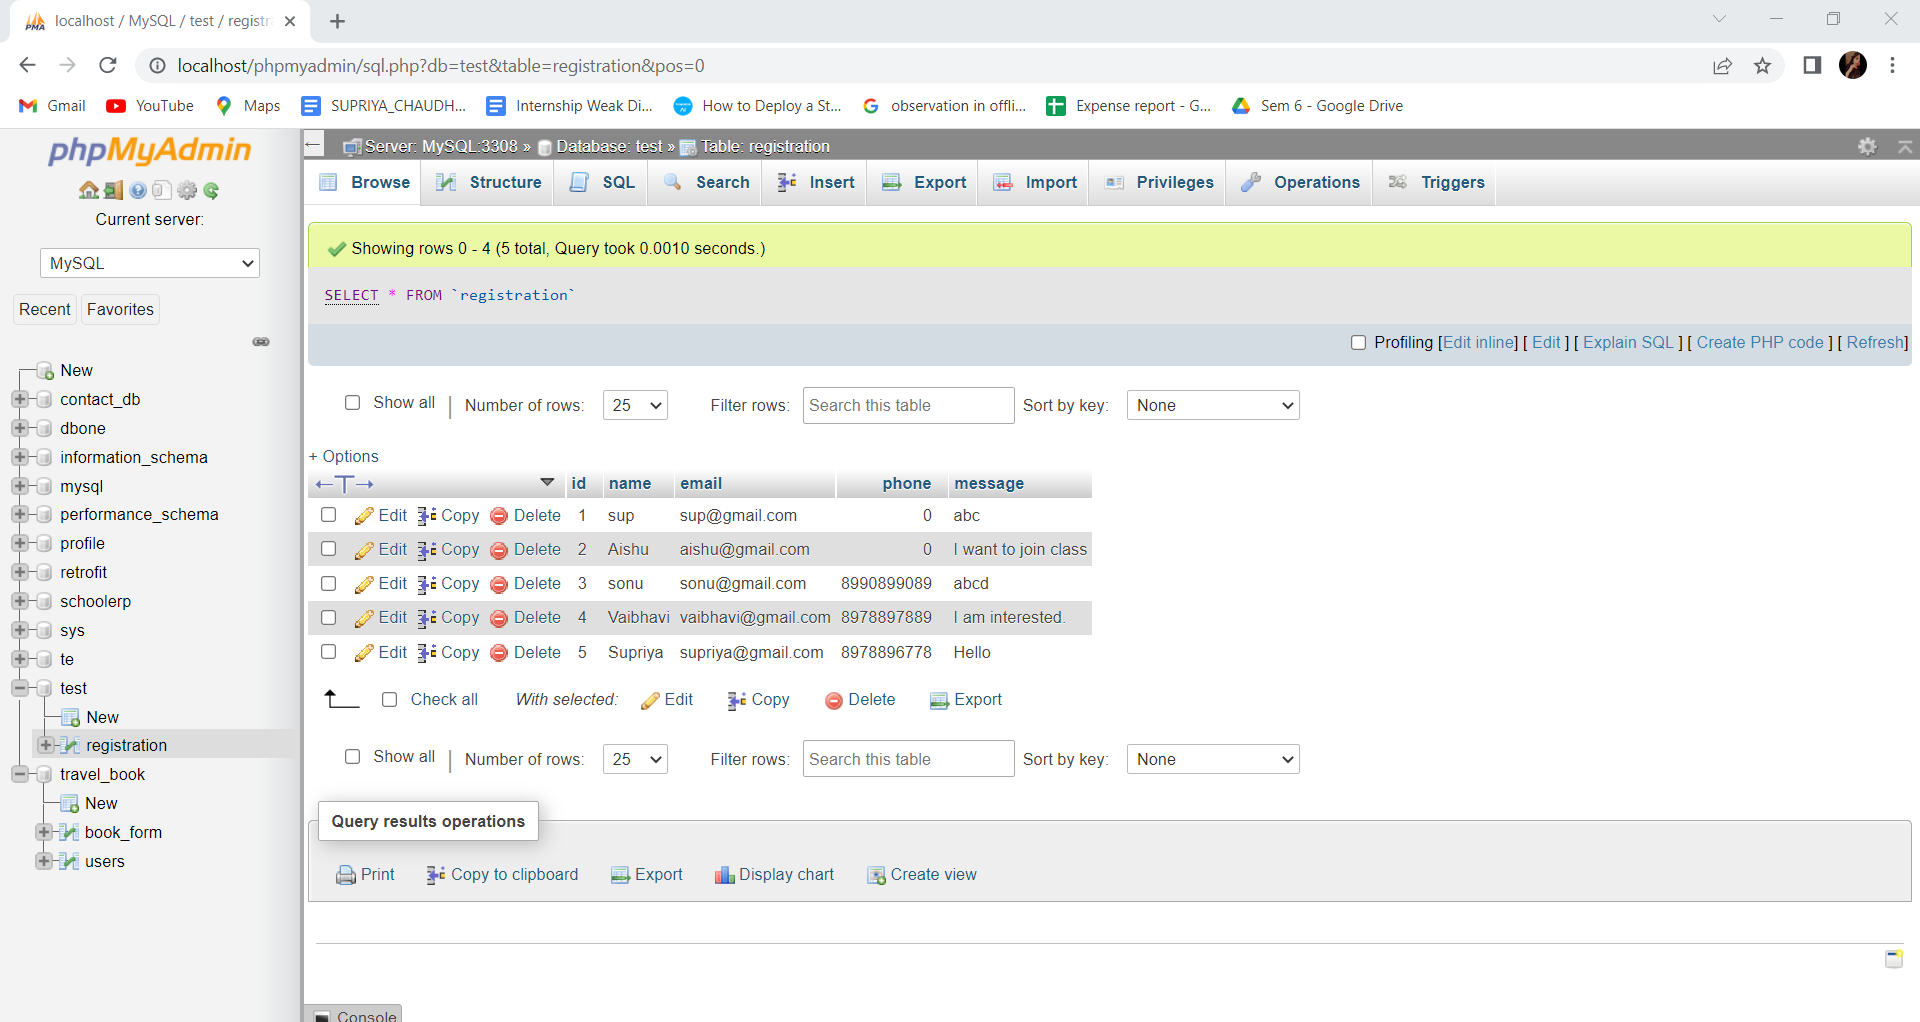 localhost / MySQL / test / registr
localhost/phpmyadmin/sql.php?db=test&table=registration&pos=0
Gmail YouTube Maps SUPRIYA_CHAUDH... Internship Weak Di... How to Deploy a St... observation in offli... Expense report - G... Sem 6 - Google Drive
phpMyAdmin
Current server:
MySQL
Recent Favorites
New
contact_db
dbone
information_schema
mysql
performance_schema
profile
retrofit
schoolerp
sys
te
test
New
registration
travel_book
New
book_form
users
Server: MySQL:3308 » Database: test » Table: registration
Browse Structure SQL Search Insert Export Import Privileges Operations Triggers
Showing rows 0 - 4 (5 total, Query took 0.0010 seconds.)
SELECT * FROM `registration`
Profiling [Edit inline] [ Edit ] [ Explain SQL ] [ Create PHP code ] [ Refresh]
Show all | Number of rows: 25 Filter rows: Search this table Sort by key: None
+ Options
←T→ id name email phone message
Edit Copy Delete 1 sup sup@gmail.com 0 abc
Edit Copy Delete 2 Aishu aishu@gmail.com 0 I want to join class
Edit Copy Delete 3 sonu sonu@gmail.com 8990899089 abcd
Edit Copy Delete 4 Vaibhavi vaibhavi@gmail.com 8978897889 I am interested.
Edit Copy Delete 5 Supriya supriya@gmail.com 8978896778 Hello
Check all With selected: Edit Copy Delete Export
Show all | Number of rows: 25 Filter rows: Search this table Sort by key: None
Query results operations
Print Copy to clipboard Export Display chart Create view
Console